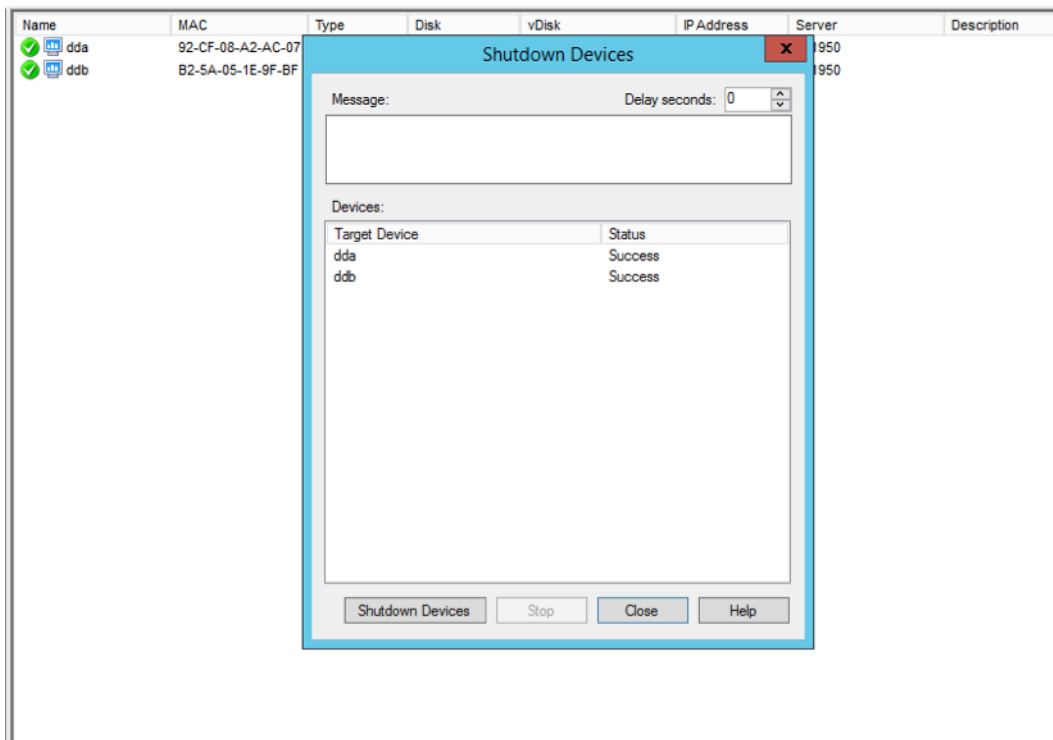 Name MAC Type Disk vDisk IP Address Server Description
dda 92-CF-08-A2-AC-07 1950
ddb B2-5A-05-1E-9F-BF 1950
Shutdown Devices
x
Message: Delay seconds: 0
Devices:
Target Device Status
dda Success
ddb Success
Shutdown Devices Stop Close Help